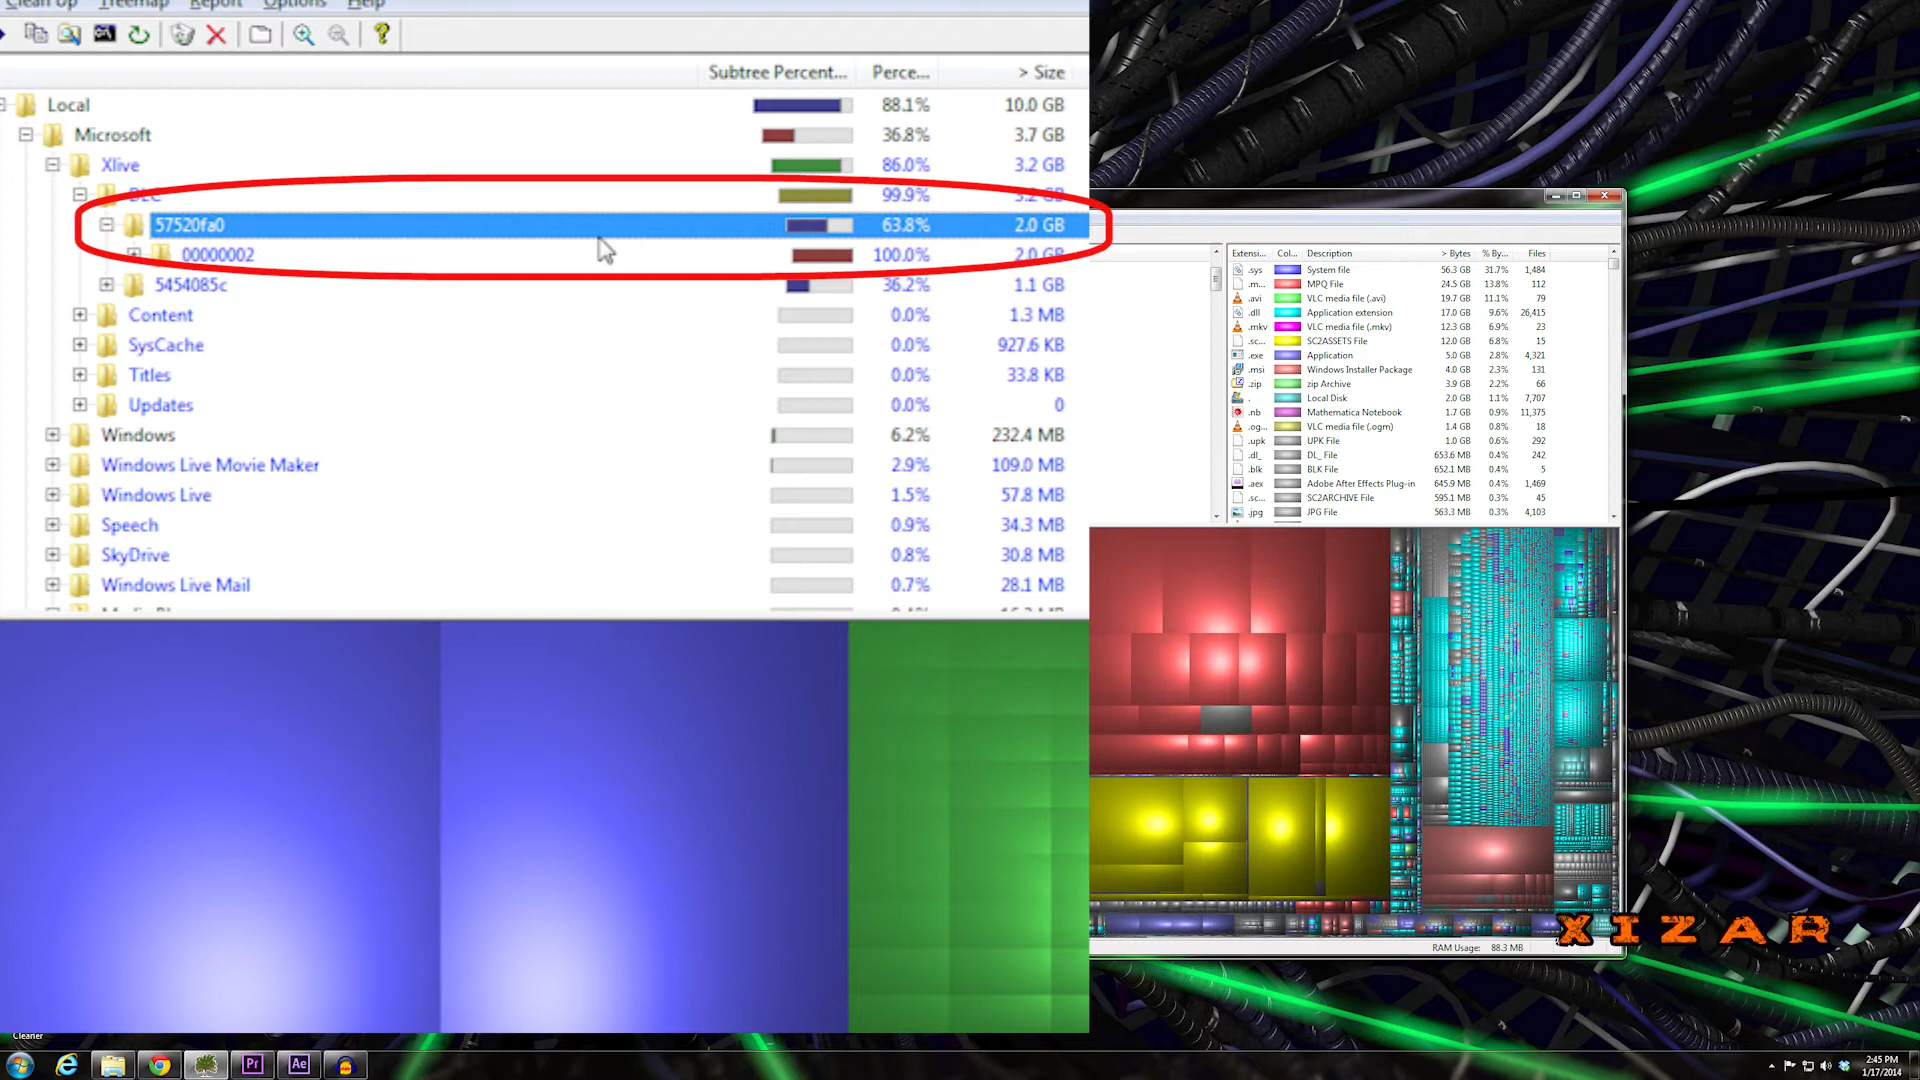 Clean Up Treemap Report Options Help
Subtree Percent... Perce... > Size
Local 88.1% 10.0 GB
Microsoft 36.8% 3.7 GB
Xlive 86.0% 3.2 GB
DLC 99.9% 3.2 GB
57520fa0 63.8% 2.0 GB
00000002 100.0% 2.0 GB
5454085c 36.2% 1.1 GB
Content 0.0% 1.3 MB
SysCache 0.0% 927.6 KB
Titles 0.0% 33.8 KB
Updates 0.0% 0
Windows 6.2% 232.4 MB
Windows Live Movie Maker 2.9% 109.0 MB
Windows Live 1.5% 57.8 MB
Speech 0.9% 34.3 MB
SkyDrive 0.8% 30.8 MB
Windows Live Mail 0.7% 28.1 MB
Extensi... Col... Description > Bytes % By... Files
.sys System file 56.3 GB 31.7% 1,484
.m... MPQ File 24.5 GB 13.8% 112
.avi VLC media file (.avi) 19.7 GB 11.1% 79
.dll Application extension 17.0 GB 9.6% 26,415
.mkv VLC media file (.mkv) 12.3 GB 6.9% 23
.sc... SC2ASSETS File 12.0 GB 6.8% 15
.exe Application 5.0 GB 2.8% 4,321
.msi Windows Installer Package 4.0 GB 2.3% 131
.zip zip Archive 3.9 GB 2.2% 66
. Local Disk 2.0 GB 1.1% 7,707
.nb Mathematica Notebook 1.7 GB 0.9% 11,375
.og... VLC media file (.ogm) 1.4 GB 0.8% 18
.upk UPK File 1.0 GB 0.6% 292
.dl_ DL_ File 653.6 MB 0.4% 242
.blk BLK File 652.1 MB 0.4% 5
.aex Adobe After Effects Plug-in 645.9 MB 0.4% 1,469
.sc... SC2ARCHIVE File 595.1 MB 0.3% 45
.jpg JPG File 563.3 MB 0.3% 4,103
XIZAR
RAM Usage: 88.3 MB
Cleaner
Pr Ae
2:45 PM
1/17/2014